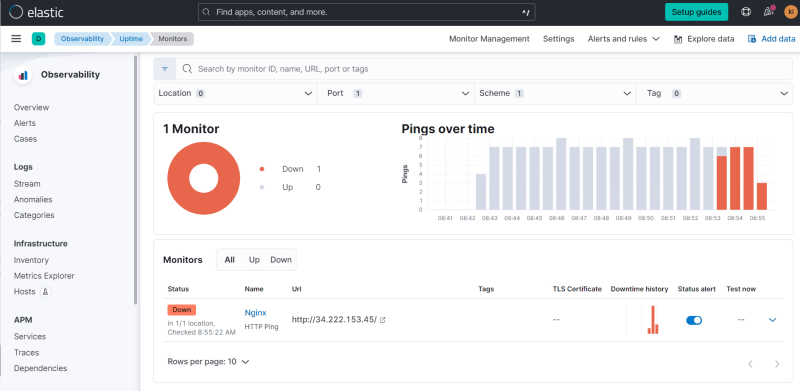 elastic
Find apps, content, and more.
*/
Setup guides
ki
D
Observability
Uptime
Monitors
Monitor Management
Settings
Alerts and rules
Explore data
Add data
Observability
Overview
Alerts
Cases
Logs
Stream
Anomalies
Categories
Infrastructure
Inventory
Metrics Explorer
Hosts
APM
Services
Traces
Dependencies
Search by monitor ID, name, URL, port or tags
Location 0
Port 1
Scheme 1
Tag 0
1 Monitor
Down 1
Up 0
Pings over time
Pings
8
7
6
5
4
3
2
1
0
08:41 08:42 08:43 08:44 08:45 08:46 08:47 08:48 08:49 08:50 08:51 08:52 08:53 08:54 08:55
Monitors
All Up Down
Status Name Url Tags TLS Certificate Downtime history Status alert Test now
Down
in 1/1 location,
Checked 8:55:22 AM
Nginx
HTTP Ping
http://34.222.153.45/
--
--
Rows per page: 10